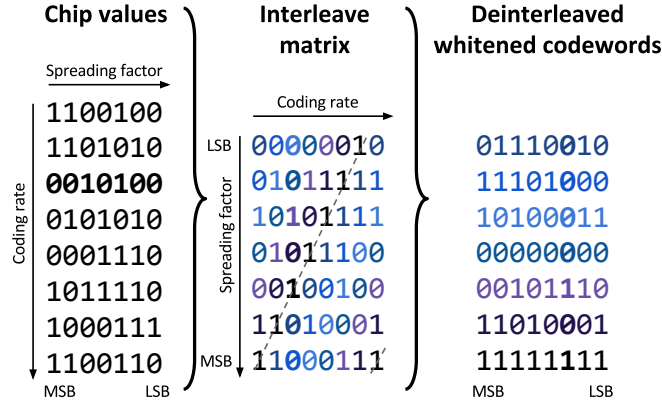 Chip values
Interleave
matrix
Deinterleaved
whitened codewords
Spreading factor
Coding rate
1100100
1101010
0010100
0101010
0001110
1011110
1000111
1100110
MSB LSB
Coding rate
Spreading factor
LSB
00000010
01011111
10101111
01011100
00100100
11010001
MSB
11000111
01110010
11101000
10100011
00000000
00101110
11010001
11111111
MSB LSB